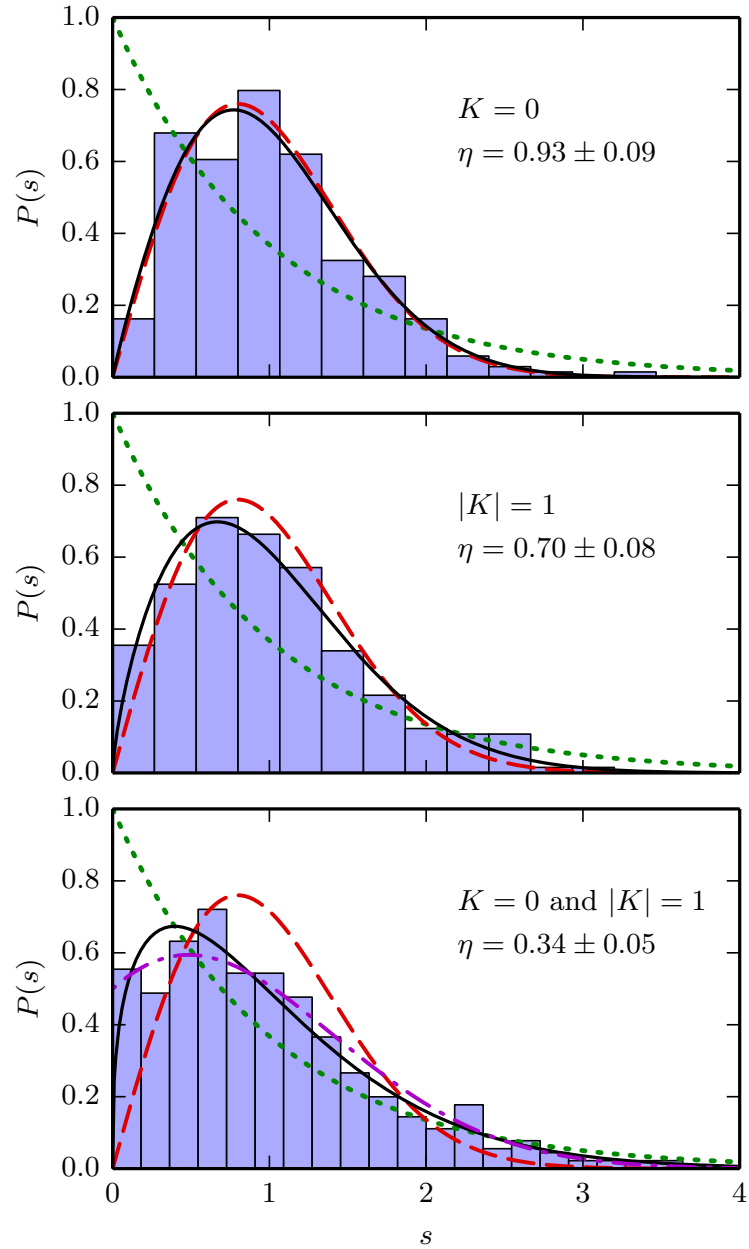 1.0
0.8
0.6
0.4
0.2
0.0
P(s)
K = 0
η = 0.93 ± 0.09
1.0
0.8
0.6
0.4
0.2
0.0
P(s)
|K| = 1
η = 0.70 ± 0.08
1.0
0.8
0.6
0.4
0.2
0.0
P(s)
K = 0 and |K| = 1
η = 0.34 ± 0.05
0 1 2 3 4
s